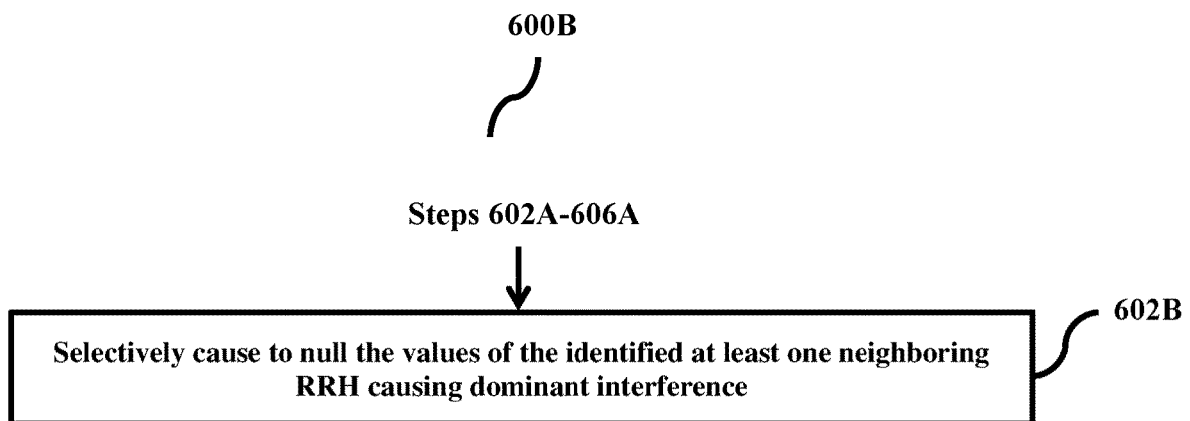 600B
Steps 602A-606A
602B
Selectively cause to null the values of the identified at least one neighboring
RRH causing dominant interference